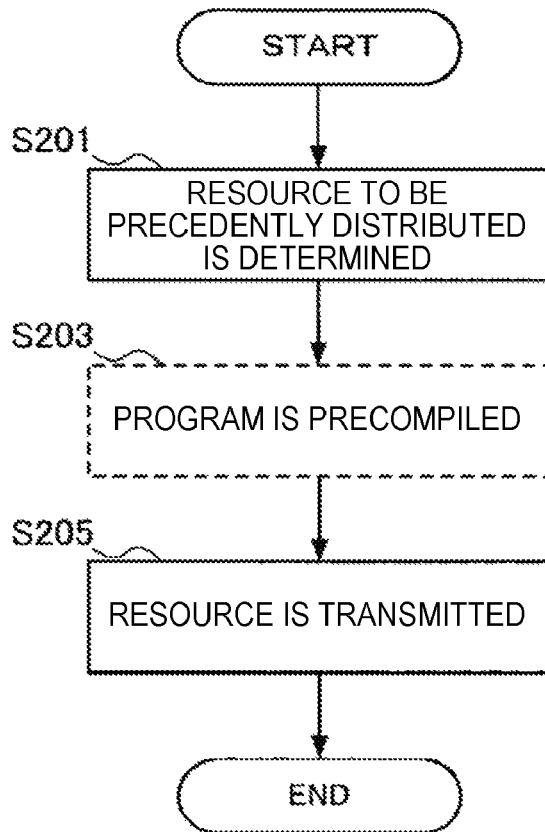 START
S201
RESOURCE TO BE
PRECEDENTLY DISTRIBUTED
IS DETERMINED
S203
PROGRAM IS PRECOMPILED
S205
RESOURCE IS TRANSMITTED
END